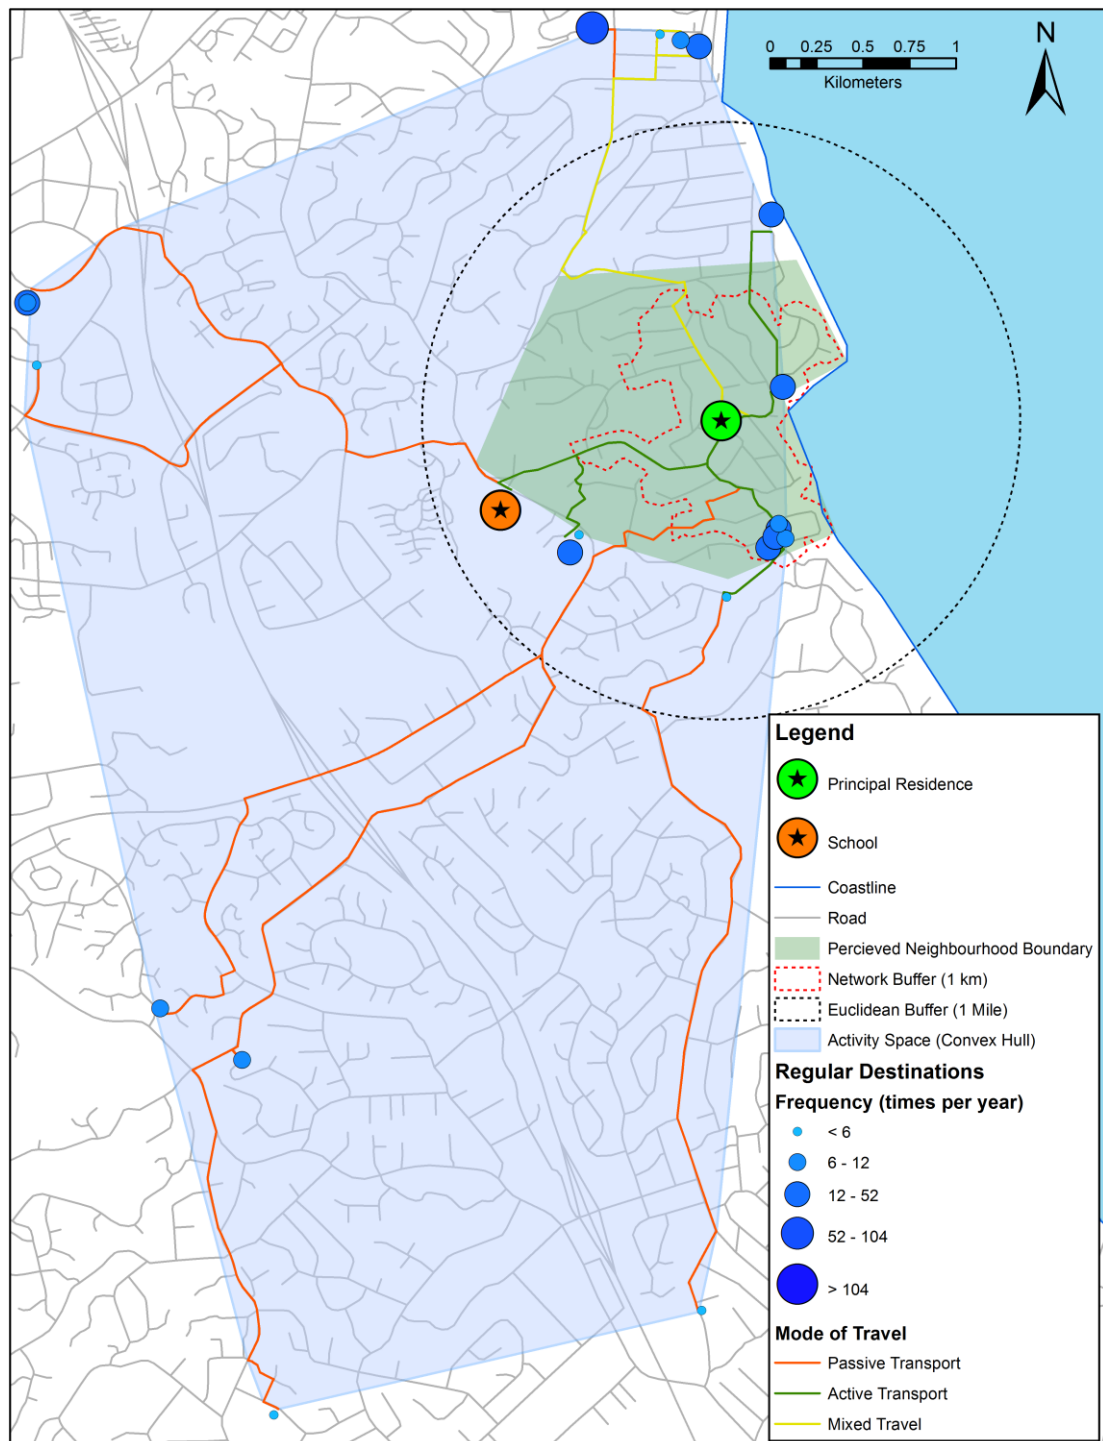 N
0 0.25 0.5 0.75 1
Kilometers
Legend
Principal Residence
School
Coastline
Road
Percieved Neighbourhood Boundary
Network Buffer (1 km)
Euclidean Buffer (1 Mile)
Activity Space (Convex Hull)
Regular Destinations
Frequency (times per year)
< 6
6 - 12
12 - 52
52 - 104
> 104
Mode of Travel
Passive Transport
Active Transport
Mixed Travel